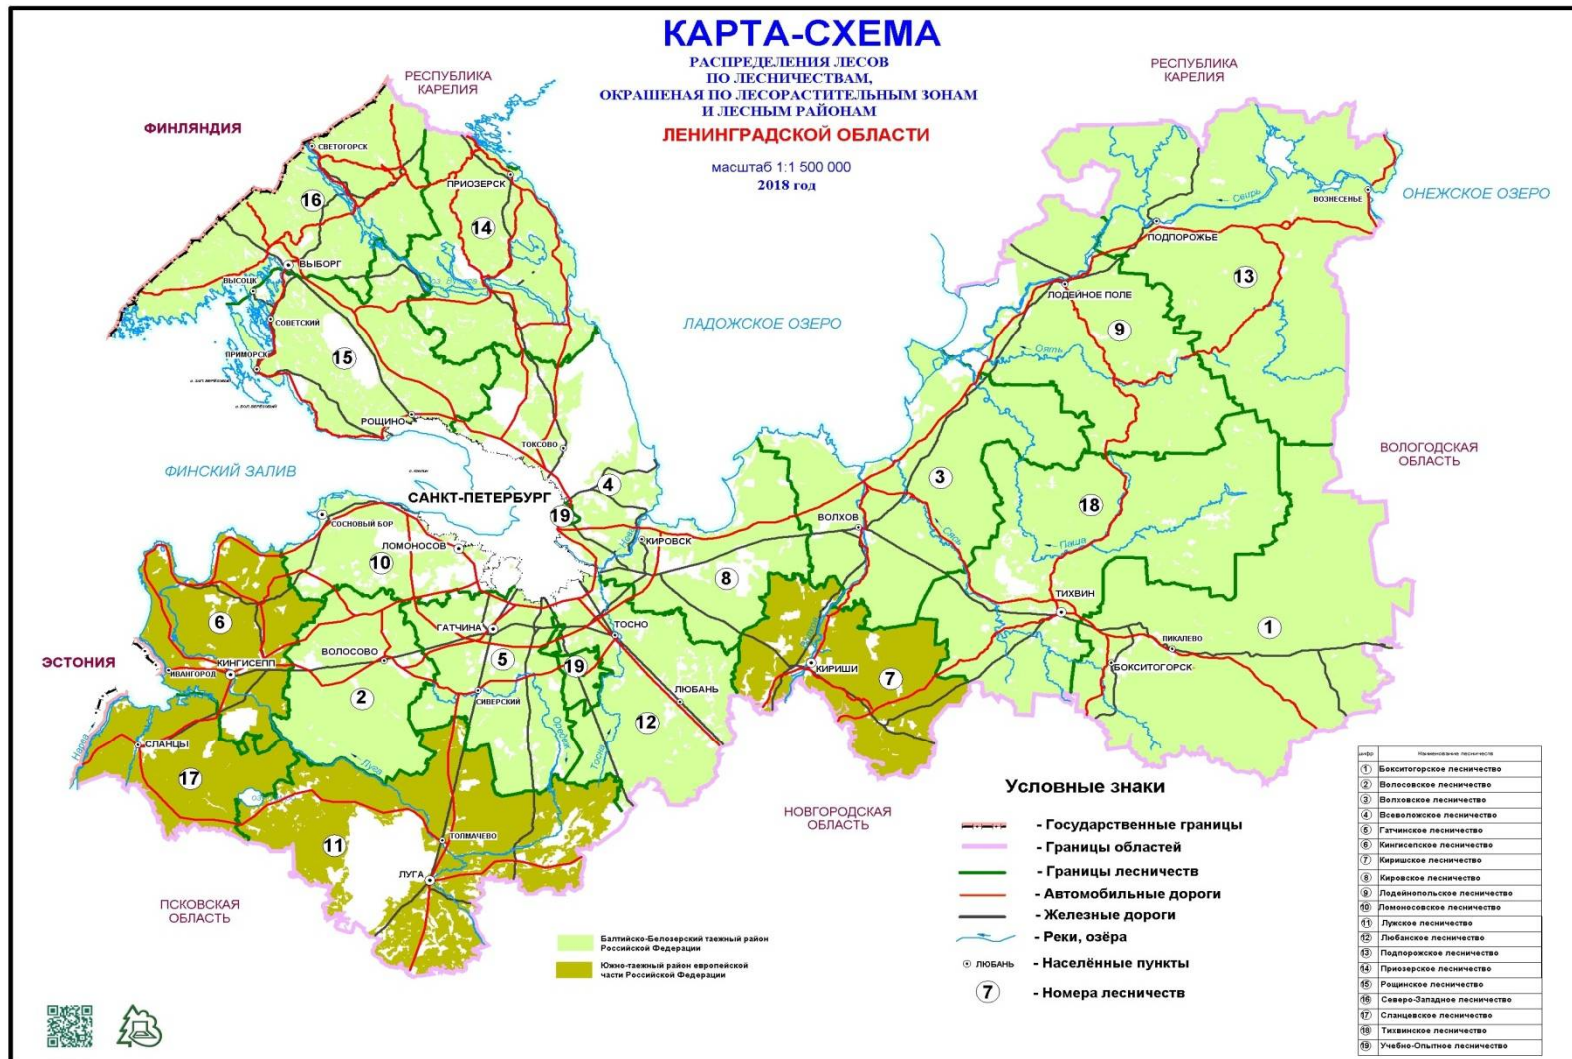 КАРТА-СХЕМА
РАСПРЕДЕЛЕНИЯ ЛЕСОВ
ПО ЛЕСНИЧЕСТВАМ,
ОКРАШЕНАЯ ПО ЛЕСОРАСТИТЕЛЬНЫМ ЗОНАМ
И ЛЕСНЫМ РАЙОНАМ
ЛЕНИНГРАДСКОЙ ОБЛАСТИ
масштаб 1:1 500 000
2018 год
РЕСПУБЛИКА
КАРЕЛИЯ
РЕСПУБЛИКА
КАРЕЛИЯ
ФИНЛЯНДИЯ
СВЕТОГОРСК
ПРИОЗЕРСК
16
14
ВОЗНЕСЕНЬЕ
ОНЕЖСКОЕ ОЗЕРО
Свирь
ПОДПОРОЖЬЕ
ВЫБОРГ
ВЫСОЦК
13
ЛОДЕЙНОЕ ПОЛЕ
СОВЕТСКИЙ
ЛАДОЖСКОЕ ОЗЕРО
9
ПРИМОРСК
15
Оять
РОЩИНО
ТОКСОВО
ВОЛОГОДСКАЯ
ОБЛАСТЬ
ФИНСКИЙ ЗАЛИВ
4
3
САНКТ-ПЕТЕРБУРГ
18
19
СОСНОВЫЙ БОР
ВОЛХОВ
Нева
КИРОВСК
Сясь
Паша
ЛОМОНОСОВ
10
8
ТИХВИН
6
ГАТЧИНА
ТОСНО
1
ПИКАЛЕВО
ЭСТОНИЯ
КИНГИСЕПП
ИВАНГОРОД
ВОЛОСОВО
5
19
КИРИШИ
БОКСИТОГОРСК
2
СИВЕРСКИЙ
ЛЮБАНЬ
7
12
Нарва
СЛАНЦЫ
Оредеж
Тосна
Луга
17
НОВГОРОДСКАЯ
ОБЛАСТЬ
ТОЛМАЧЕВО
11
ЛУГА
ПСКОВСКАЯ
ОБЛАСТЬ
Балтийско-Белозерский таежный район
Российской Федерации
Южно-таежный район европейской
части Российской Федерации
Условные знаки
- Государственные границы
- Границы областей
- Границы лесничеств
- Автомобильные дороги
- Железные дороги
- Реки, озёра
ЛЮБАНЬ - Населённые пункты
7 - Номера лесничеств
шифр Наименование лесничеств
1 Бокситогорское лесничество
2 Волосовское лесничество
3 Волховское лесничество
4 Всеволожское лесничество
5 Гатчинское лесничество
6 Кингисепское лесничество
7 Киришское лесничество
8 Кировское лесничество
9 Лодейнопольское лесничество
10 Ломоносовское лесничество
11 Лужское лесничество
12 Любанское лесничество
13 Подпорожское лесничество
14 Приозерское лесничество
15 Рощинское лесничество
16 Северо-Западное лесничество
17 Сланцевское лесничество
18 Тихвинское лесничество
19 Учебно-Опытное лесничество